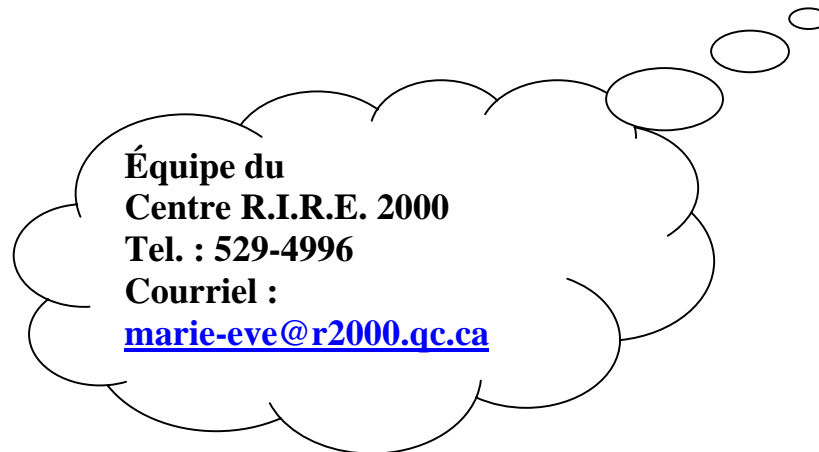 Équipe du
Centre R.I.R.E. 2000
Tel. : 529-4996
Courriel :
marie-eve@r2000.qc.ca